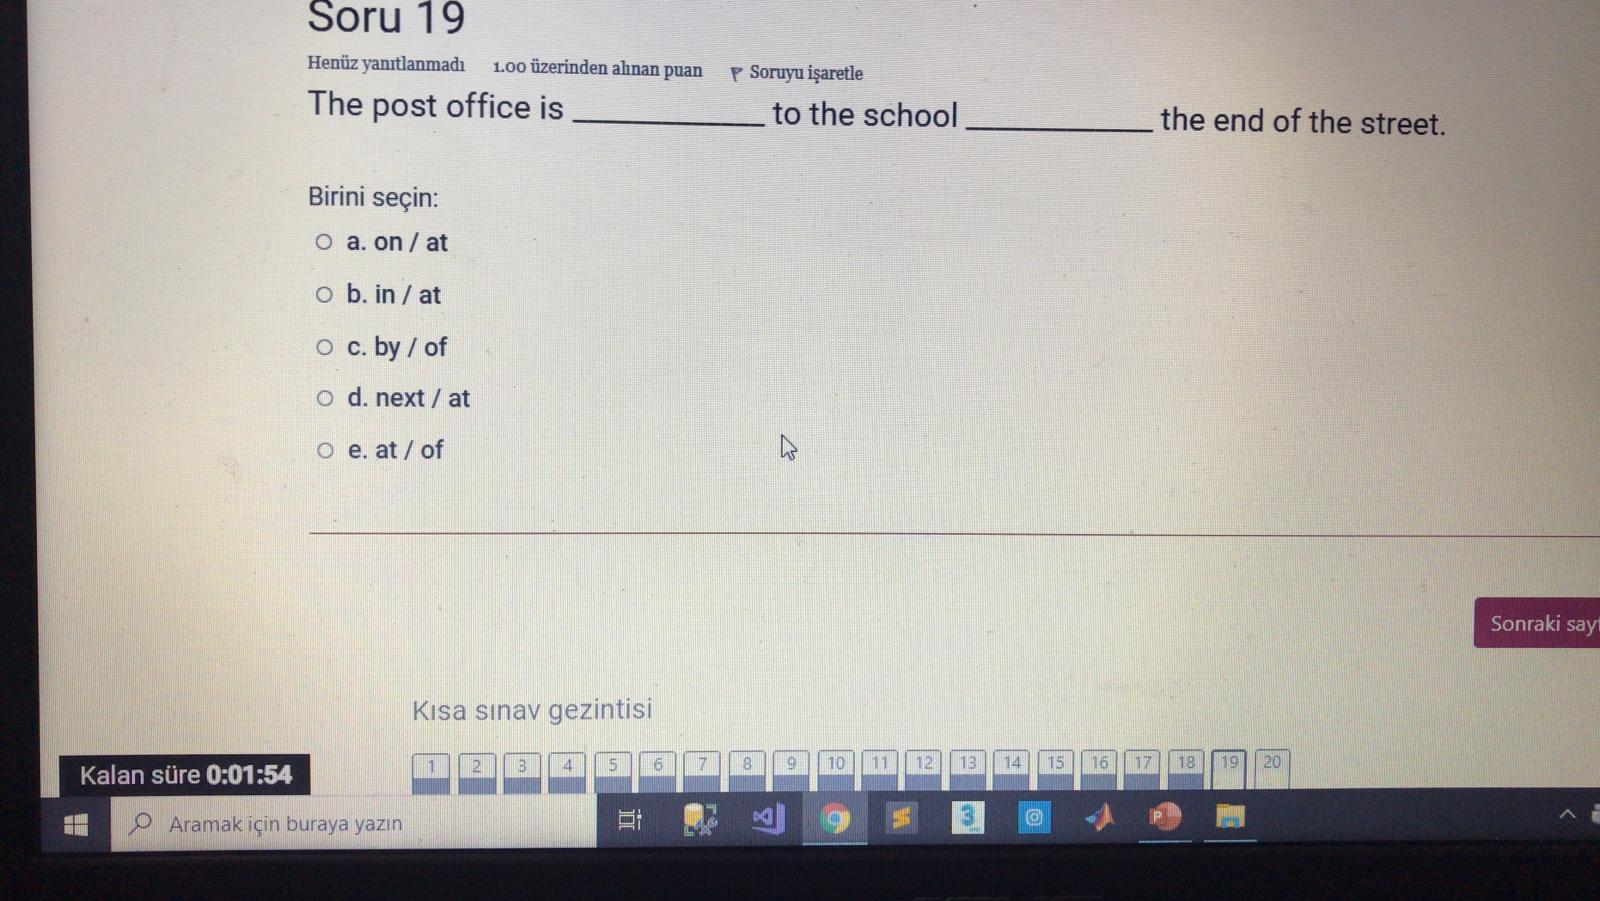 Soru 19
Henüz yanıtlanmadı 1.00 üzerinden alınan puan Soruyu işaretle
The post office is ____________ to the school ____________ the end of the street.
Birini seçin:
a. on / at
b. in / at
c. by / of
d. next / at
e. at / of
Sonraki say
Kısa sınav gezintisi
1 2 3 4 5 6 7 8 9 10 11 12 13 14 15 16 17 18 19 20
Kalan süre 0:01:54
Aramak için buraya yazın